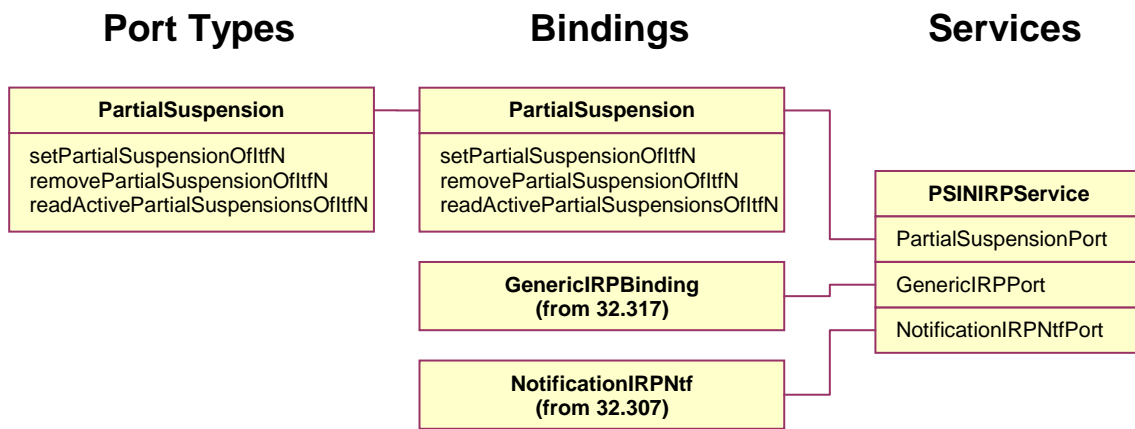 Port Types
Bindings
Services
PartialSuspension
setPartialSuspensionOfItfN
removePartialSuspensionOfItfN
readActivePartialSuspensionsOfItfN
PartialSuspension
setPartialSuspensionOfItfN
removePartialSuspensionOfItfN
readActivePartialSuspensionsOfItfN
GenericIRPBinding
(from 32.317)
NotificationIRPNtf
(from 32.307)
PSINIRPService
PartialSuspensionPort
GenericIRPPort
NotificationIRPNtfPort